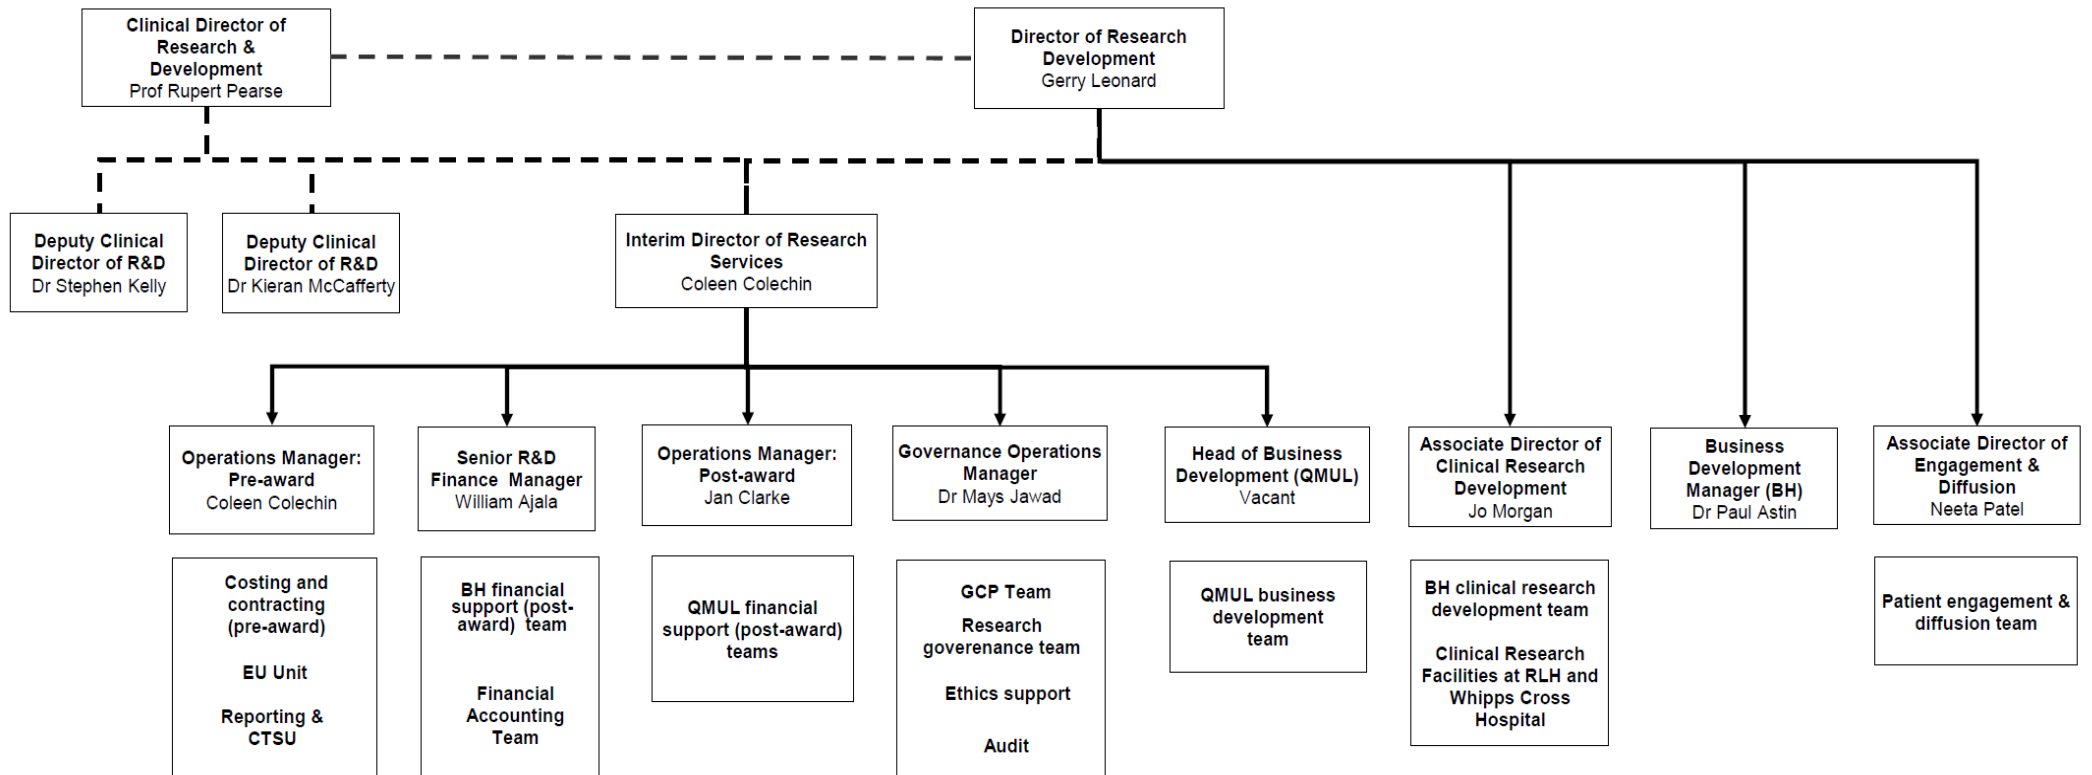 Clinical Director of
Research &
Development
Prof Rupert Pearse
Director of Research
Development
Gerry Leonard
Deputy Clinical
Director of R&D
Dr Stephen Kelly
Deputy Clinical
Director of R&D
Dr Kieran McCafferty
Interim Director of Research
Services
Coleen Colechin
Operations Manager:
Pre-award
Coleen Colechin
Senior R&D
Finance Manager
William Ajala
Operations Manager:
Post-award
Jan Clarke
Governance Operations
Manager
Dr Mays Jawad
Head of Business
Development (QMUL)
Vacant
Associate Director of
Clinical Research
Development
Jo Morgan
Business
Development
Manager (BH)
Dr Paul Astin
Associate Director of
Engagement &
Diffusion
Neeta Patel
Costing and
contracting
(pre-award)
EU Unit
Reporting &
CTSU
BH financial
support (post-
award) team
Financial
Accounting
Team
QMUL financial
support (post-award)
teams
GCP Team
Research
goverenance team
Ethics support
Audit
QMUL business
development
team
BH clinical research
development team
Clinical Research
Facilities at RLH and
Whipps Cross
Hospital
Patient engagement &
diffusion team